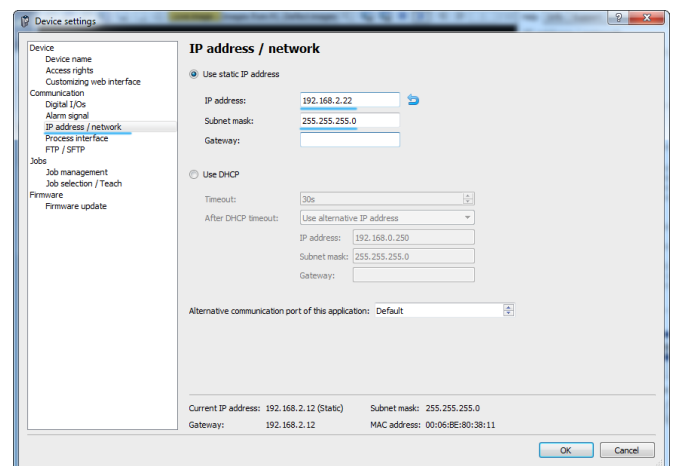 Device settings
Device
Device name
Access rights
Customizing web interface
Communication
Digital I/Os
Alarm signal
IP address / network
Process interface
FTP / SFTP
Jobs
Job management
Job selection / Teach
Firmware
Firmware update
IP address / network
Use static IP address
IP address: 192.168.2.22
Subnet mask: 255.255.255.0
Gateway:
Use DHCP
Timeout: 30s
After DHCP timeout: Use alternative IP address
IP address: 192.168.0.250
Subnet mask: 255.255.255.0
Gateway:
Alternative communication port of this application: Default
Current IP address: 192.168.2.12 (Static) Subnet mask: 255.255.255.0
Gateway: 192.168.2.12 MAC address: 00:06:BE:80:38:11
OK Cancel